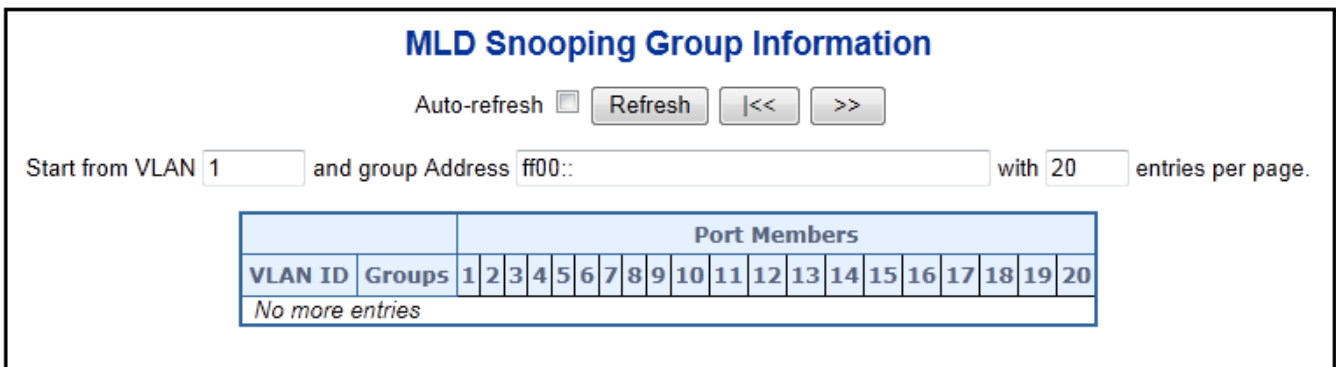 MLD Snooping Group Information
Auto-refresh Refresh |<< >>
Start from VLAN 1 and group Address ff00:: with 20 entries per page.
Port Members
VLAN ID Groups 1 2 3 4 5 6 7 8 9 10 11 12 13 14 15 16 17 18 19 20
No more entries